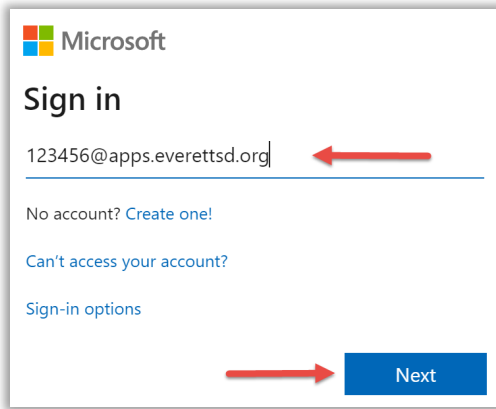 Microsoft
Sign in
123456@apps.everettsd.org
No account? Create one!
Can't access your account?
Sign-in options
Next